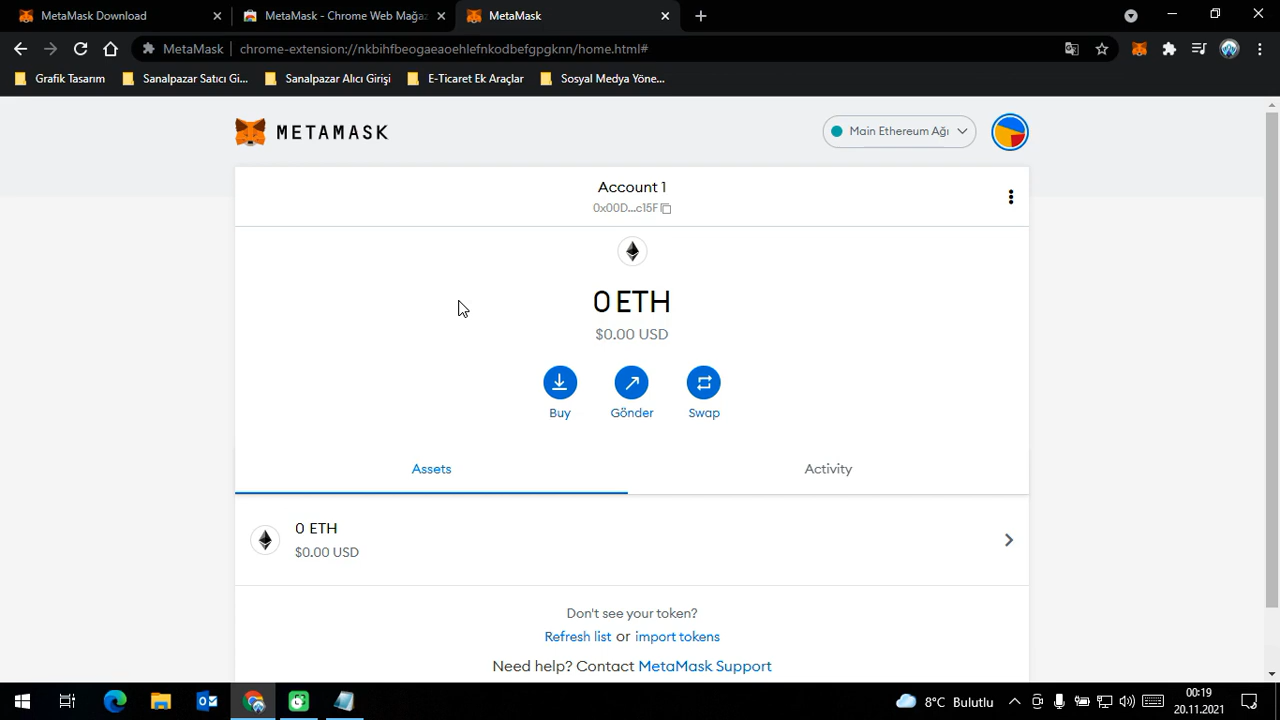 MetaMask Download
MetaMask - Chrome Web Mağaz
MetaMask
MetaMask
chrome-extension://nkbihfbeogaeaoehlefnkodbefgpgknn/home.html#
Grafik Tasarım
Sanalpazar Satıcı Gi...
Sanalpazar Alıcı Girişi
E-Ticaret Ek Araçlar
Sosyal Medya Yöne...
METAMASK
Main Ethereum Ağı
Account 1
0x00D...c15F
0 ETH
$0.00 USD
Buy
Gönder
Swap
Assets
Activity
0 ETH
$0.00 USD
Don't see your token?
Refresh list or import tokens
Need help? Contact MetaMask Support
8°C Bulutlu
00:19
20.11.2021